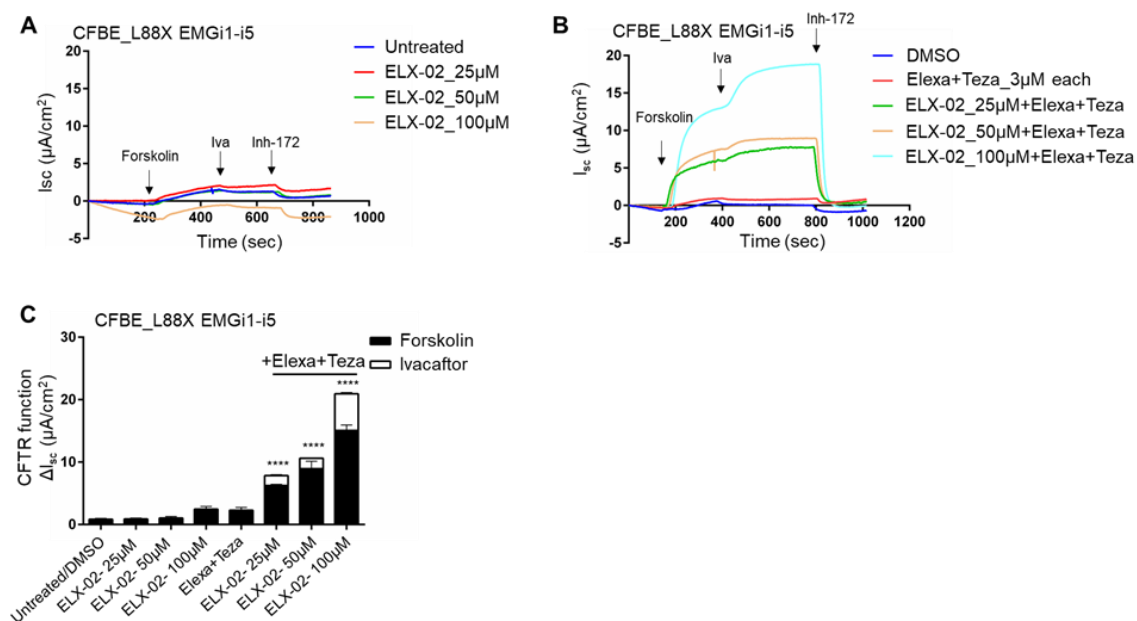 A
CFBE_L88X EMGi1-i5
20
15
10
5
0
-5
Isc (µA/cm2)
200
400
600
800
1000
Time (sec)
Forskolin
Iva
Inh-172
Untreated
ELX-02_25µM
ELX-02_50µM
ELX-02_100µM
B
CFBE_L88X EMGi1-i5
20
15
10
5
0
-5
Isc (µA/cm2)
200
400
600
800
1000
1200
Time (sec)
Forskolin
Iva
Inh-172
DMSO
Elexa+Teza_3µM each
ELX-02_25µM+Elexa+Teza
ELX-02_50µM+Elexa+Teza
ELX-02_100µM+Elexa+Teza
C
CFBE_L88X EMGi1-i5
30
20
10
0
CFTR function
ΔIsc (µA/cm2)
Forskolin
Ivacaftor
+Elexa+Teza
****
****
****
Untreated/DMSO
ELX-02- 25µM
ELX-02- 50µM
ELX-02- 100µM
Elexa+Teza
ELX-02- 25µM
ELX-02- 50µM
ELX-02- 100µM